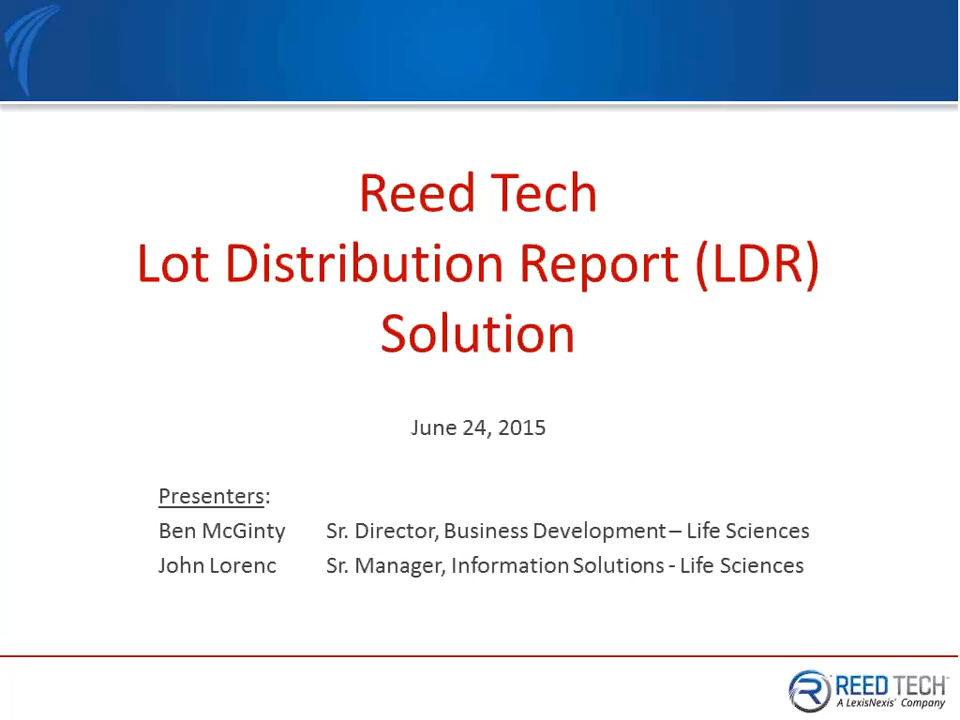 Reed Tech
Lot Distribution Report (LDR)
Solution
June 24, 2015
Presenters:
Ben McGinty Sr. Director, Business Development – Life Sciences
John Lorenc Sr. Manager, Information Solutions - Life Sciences
REED TECH™
A LexisNexis® Company